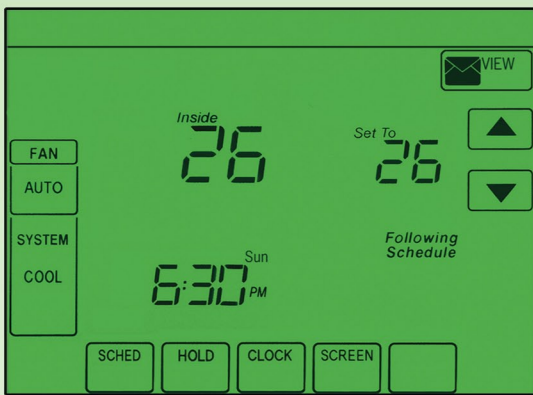 VIEW
Inside
26
Set To
26
FAN
AUTO
SYSTEM
COOL
Following
Schedule
6:30 PM
Sun
SCHED HOLD CLOCK SCREEN